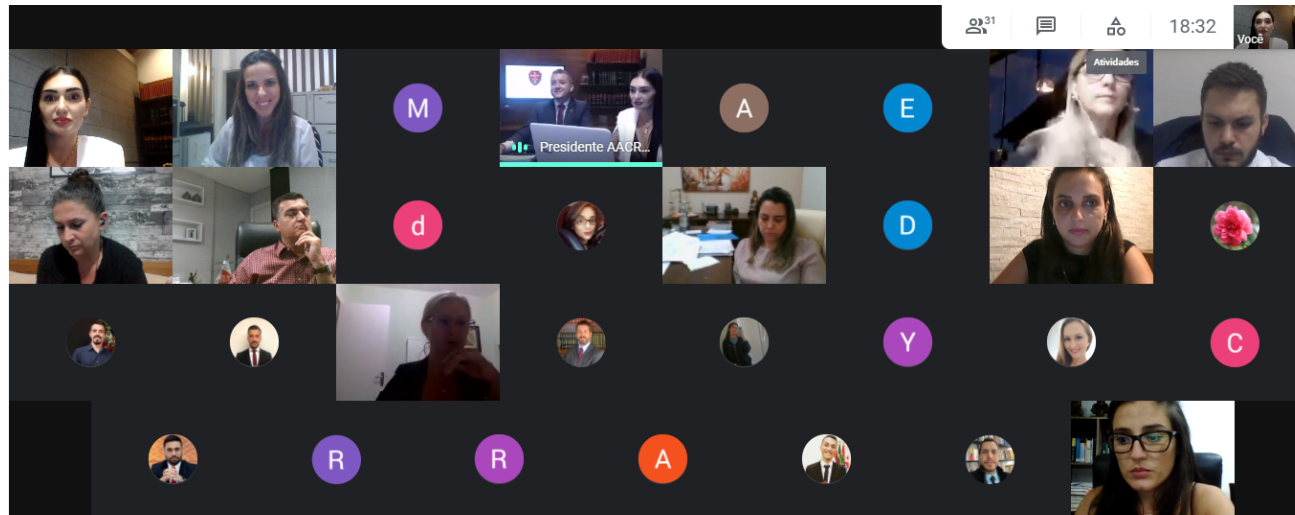 31
18:32
Você
Atividades
M
Presidente AACR...
A
E
d
D
Y
C
R
R
A